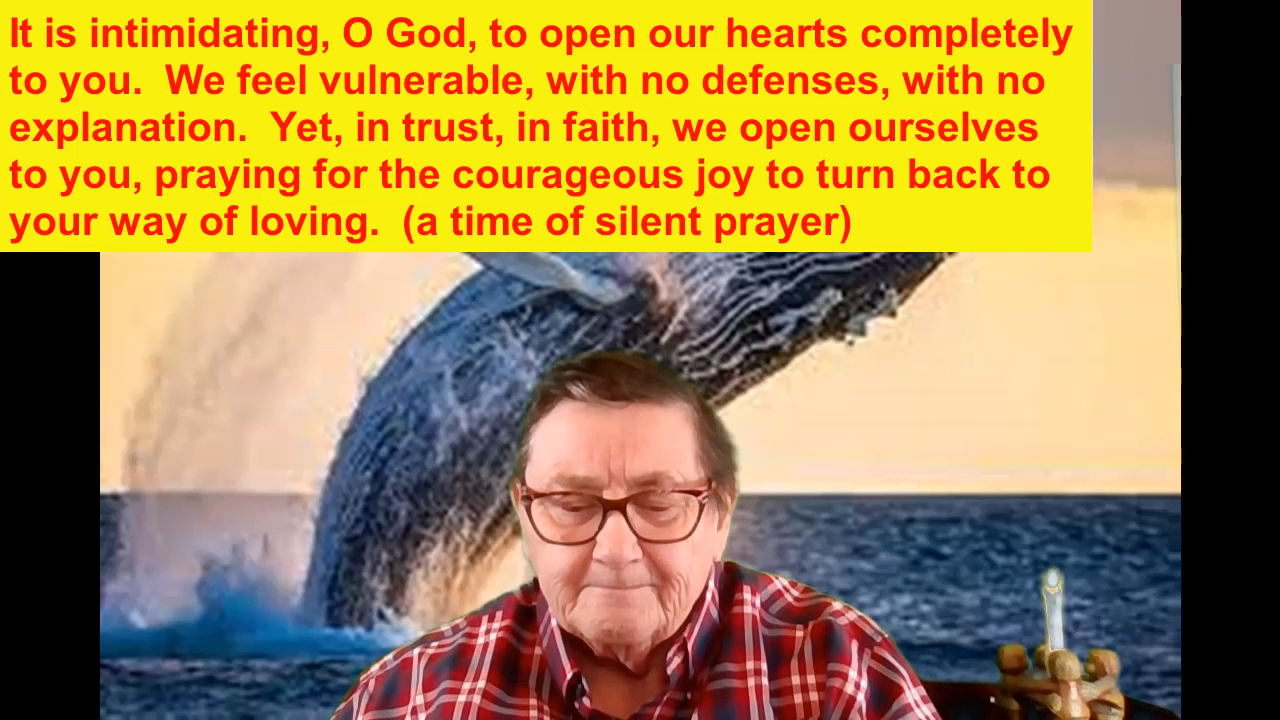 It is intimidating, O God, to open our hearts completely
to you.  We feel vulnerable, with no defenses, with no
explanation.  Yet, in trust, in faith, we open ourselves
to you, praying for the courageous joy to turn back to
your way of loving.  (a time of silent prayer)